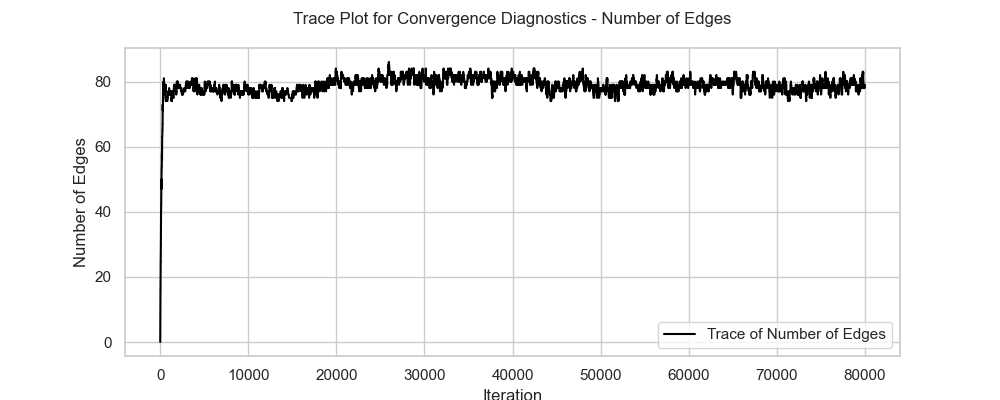 Trace Plot for Convergence Diagnostics - Number of Edges
80
60
40
20
0
Number of Edges
Trace of Number of Edges
0 10000 20000 30000 40000 50000 60000 70000 80000
Iteration